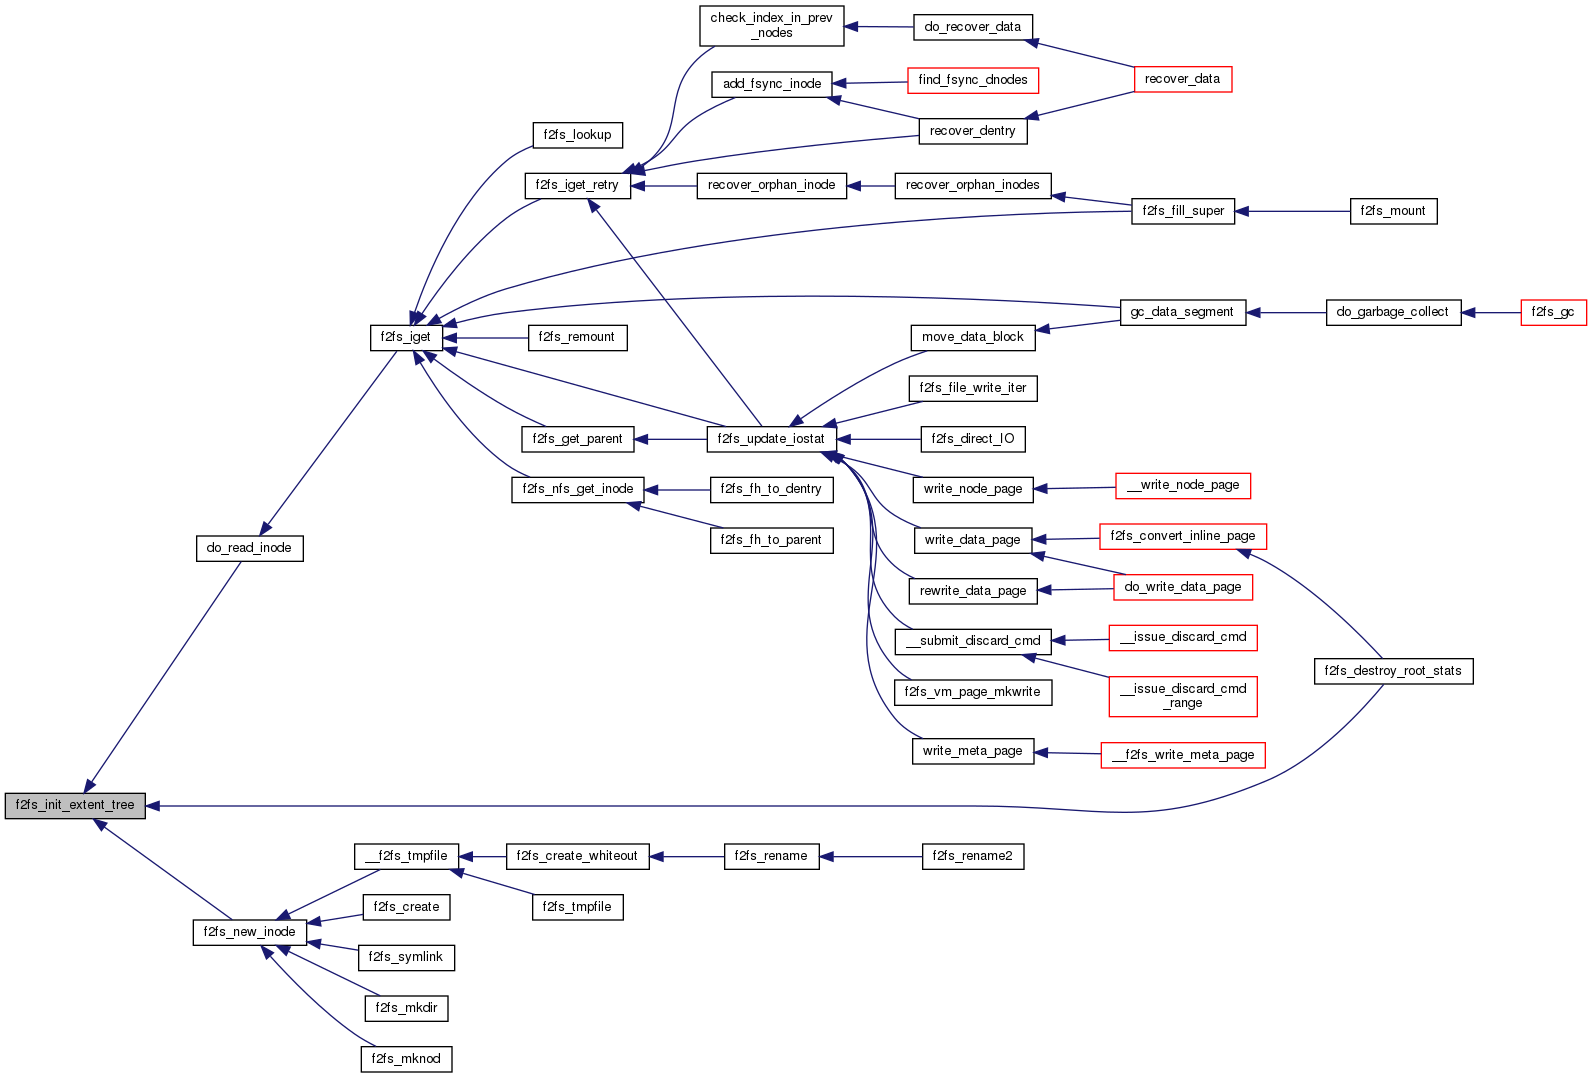 check_index_in_prev
_nodes
do_recover_data
recover_data
add_fsync_inode
find_fsync_dnodes
recover_dentry
f2fs_lookup
f2fs_iget_retry
recover_orphan_inode
recover_orphan_inodes
f2fs_fill_super
f2fs_mount
gc_data_segment
do_garbage_collect
f2fs_gc
f2fs_iget
f2fs_remount
move_data_block
f2fs_file_write_iter
f2fs_get_parent
f2fs_update_iostat
f2fs_direct_IO
f2fs_nfs_get_inode
f2fs_fh_to_dentry
write_node_page
__write_node_page
f2fs_fh_to_parent
write_data_page
f2fs_convert_inline_page
do_read_inode
rewrite_data_page
do_write_data_page
__submit_discard_cmd
__issue_discard_cmd
f2fs_destroy_root_stats
f2fs_vm_page_mkwrite
__issue_discard_cmd
_range
write_meta_page
__f2fs_write_meta_page
f2fs_init_extent_tree
__f2fs_tmpfile
f2fs_create_whiteout
f2fs_rename
f2fs_rename2
f2fs_create
f2fs_tmpfile
f2fs_new_inode
f2fs_symlink
f2fs_mkdir
f2fs_mknod